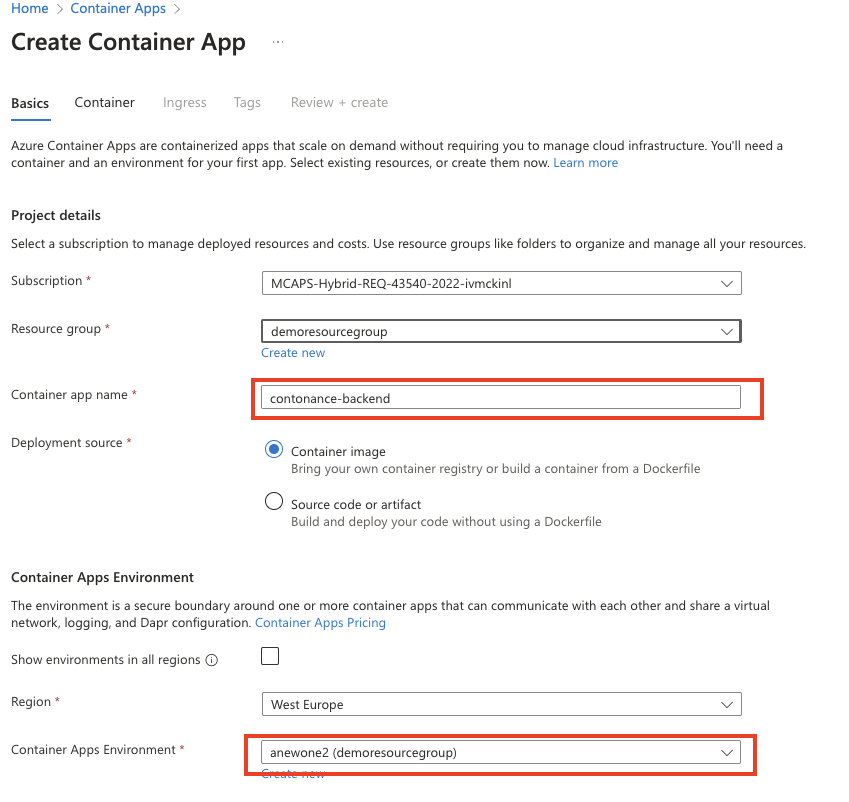 Home > Container Apps >
Create Container App ...
Basics Container Ingress Tags Review + create
Azure Container Apps are containerized apps that scale on demand without requiring you to manage cloud infrastructure. You'll need a
container and an environment for your first app. Select existing resources, or create them now. Learn more
Project details
Select a subscription to manage deployed resources and costs. Use resource groups like folders to organize and manage all your resources.
Subscription *
MCAPS-Hybrid-REQ-43540-2022-ivmckinl
Resource group *
demoresourcegroup
Create new
Container app name *
contonance-backend
Deployment source *
Container image
Bring your own container registry or build a container from a Dockerfile
Source code or artifact
Build and deploy your code without using a Dockerfile
Container Apps Environment
The environment is a secure boundary around one or more container apps that can communicate with each other and share a virtual
network, logging, and Dapr configuration. Container Apps Pricing
Show environments in all regions
Region *
West Europe
Container Apps Environment *
anewone2 (demoresourcegroup)
Create new